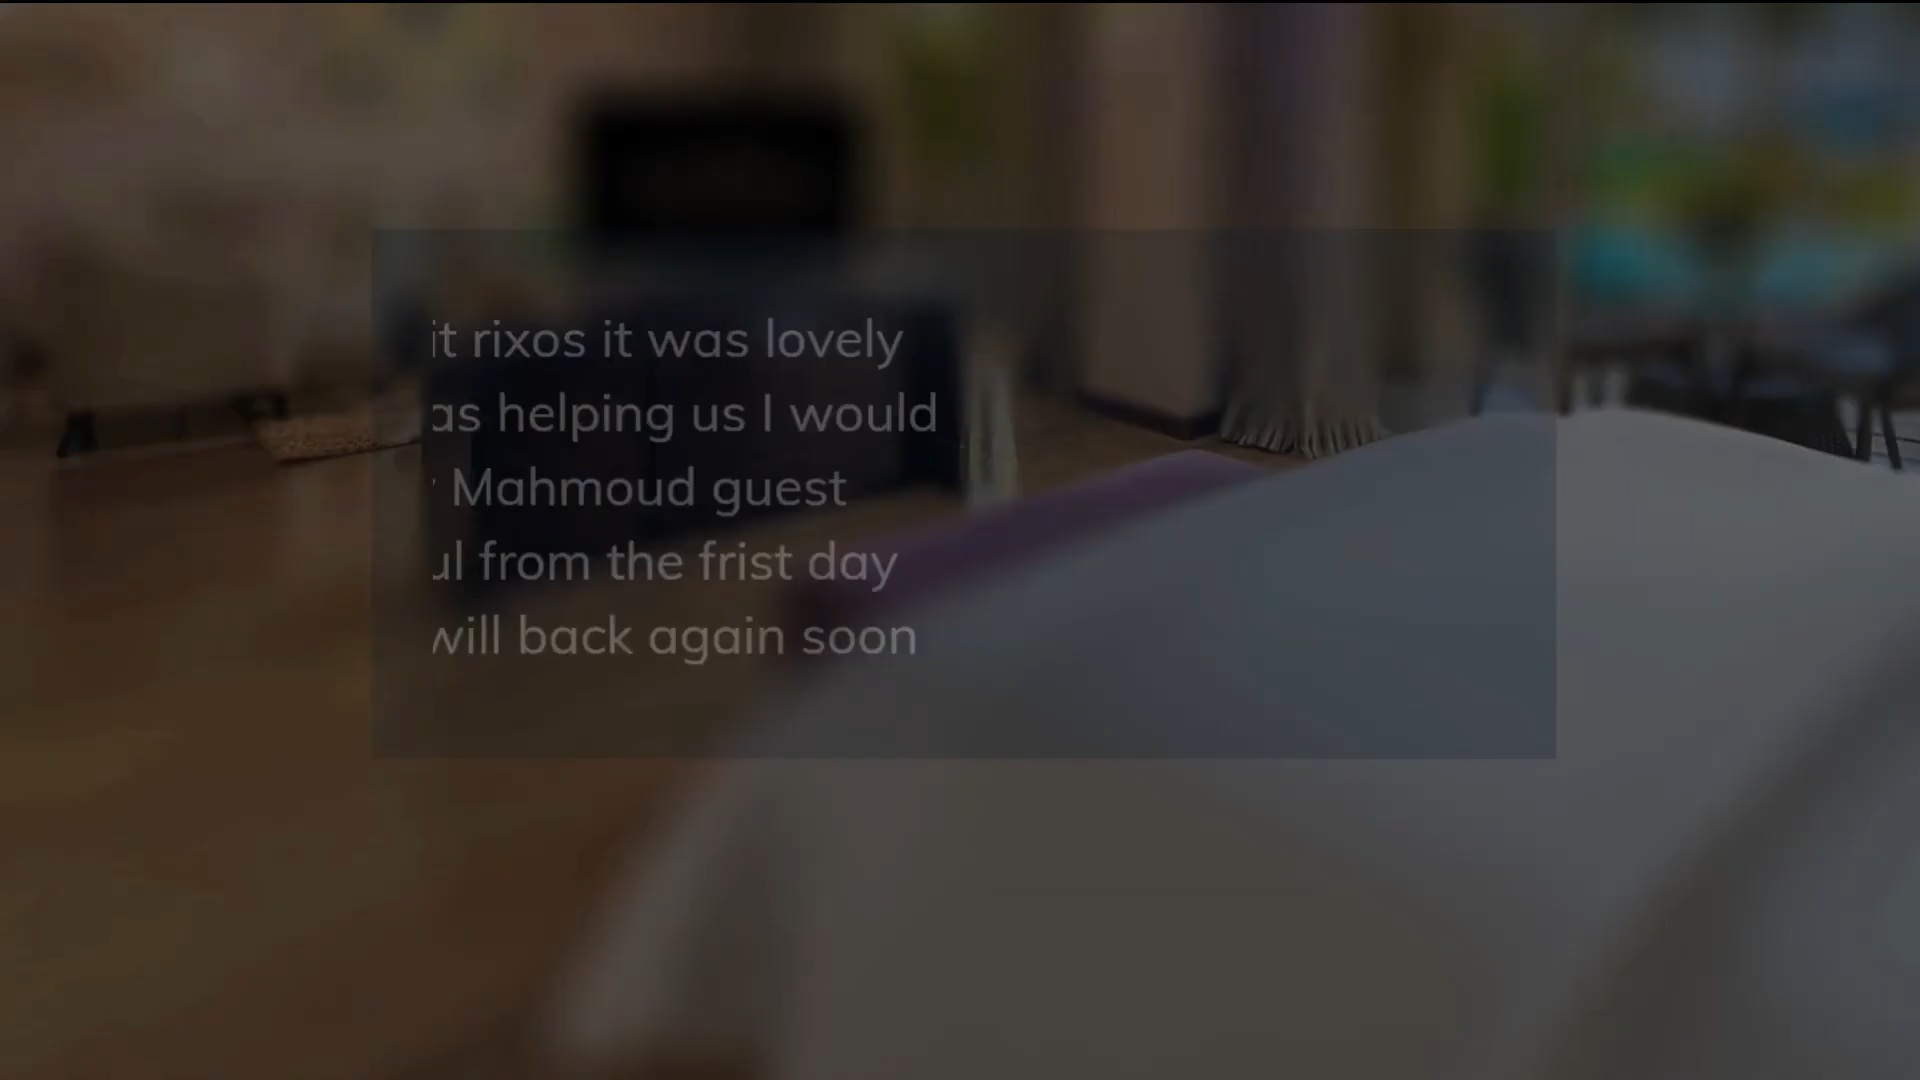 it rixos it was lovely
as helping us I would
Mahmoud guest
ul from the frist day
will back again soon